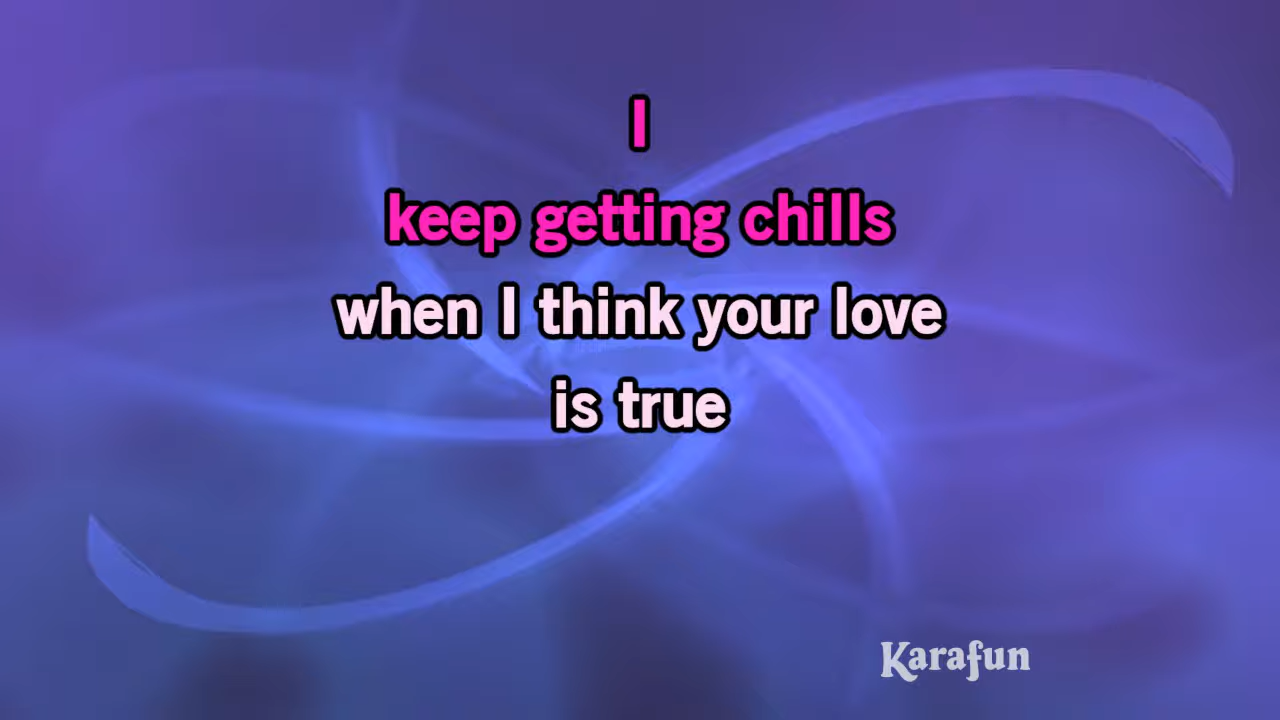 I
keep getting chills
when I think your love
is true
Karafun